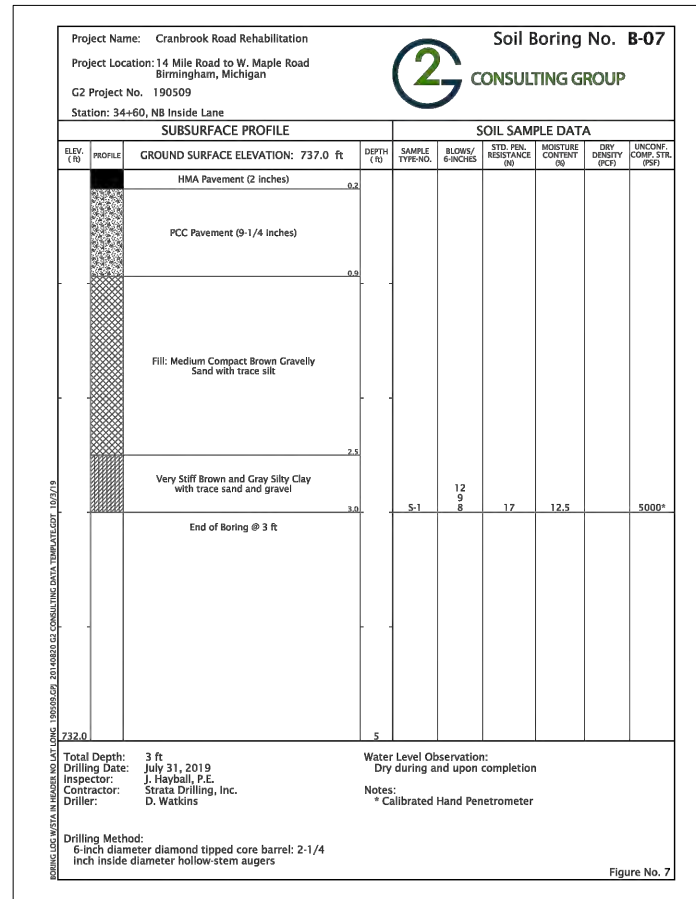 Project Name: Cranbrook Road Rehabilitation
Project Location: 14 Mile Road to W. Maple Road
Birmingham, Michigan
G2 Project No. 190509
Station: 34+60, NB Inside Lane
Soil Boring No. B-07
G2 CONSULTING GROUP
SUBSURFACE PROFILE
SOIL SAMPLE DATA
ELEV. (ft)
PROFILE
GROUND SURFACE ELEVATION: 737.0 ft
DEPTH (ft)
SAMPLE TYPE-NO.
BLOWS/ 6-INCHES
STD. PEN. RESISTANCE (N)
MOISTURE CONTENT (%)
DRY DENSITY (PCF)
UNCONF. COMP. STR. (PSF)
HMA Pavement (2 inches)
0.2
PCC Pavement (9-1/4 inches)
0.9
Fill: Medium Compact Brown Gravelly
Sand with trace silt
2.5
Very Stiff Brown and Gray Silty Clay
with trace sand and gravel
12
9
3.0 S-1 8 17 12.5 5000*
End of Boring @ 3 ft
732.0 5
Total Depth: 3 ft
Drilling Date: July 31, 2019
Inspector: J. Hayball, P.E.
Contractor: Strata Drilling, Inc.
Driller: D. Watkins
Water Level Observation:
Dry during and upon completion
Notes:
* Calibrated Hand Penetrometer
Drilling Method:
6-inch diameter diamond tipped core barrel: 2-1/4
inch inside diameter hollow-stem augers
Figure No. 7
BORING LOG W/STA IN HEADER NO LAT LONG 190509.GPJ 20140820 G2 CONSULTING DATA TEMPLATE.GDT 10/3/19